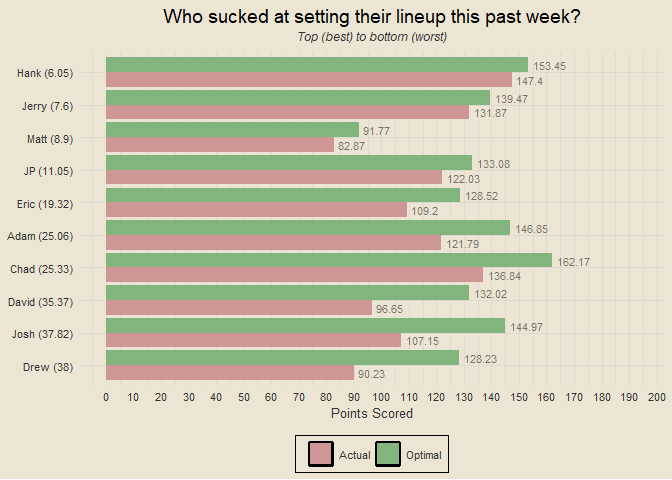 Who sucked at setting their lineup this past week?
Top (best) to bottom (worst)
Hank (6.05) 153.45
147.4
Jerry (7.6) 139.47
131.87
Matt (8.9) 91.77
82.87
JP (11.05) 133.08
122.03
Eric (19.32) 128.52
109.2
Adam (25.06) 146.85
121.79
Chad (25.33) 162.17
136.84
David (35.37) 132.02
96.65
Josh (37.82) 144.97
107.15
Drew (38) 128.23
90.23
0 10 20 30 40 50 60 70 80 90 100 110 120 130 140 150 160 170 180 190 200
Points Scored
Actual Optimal